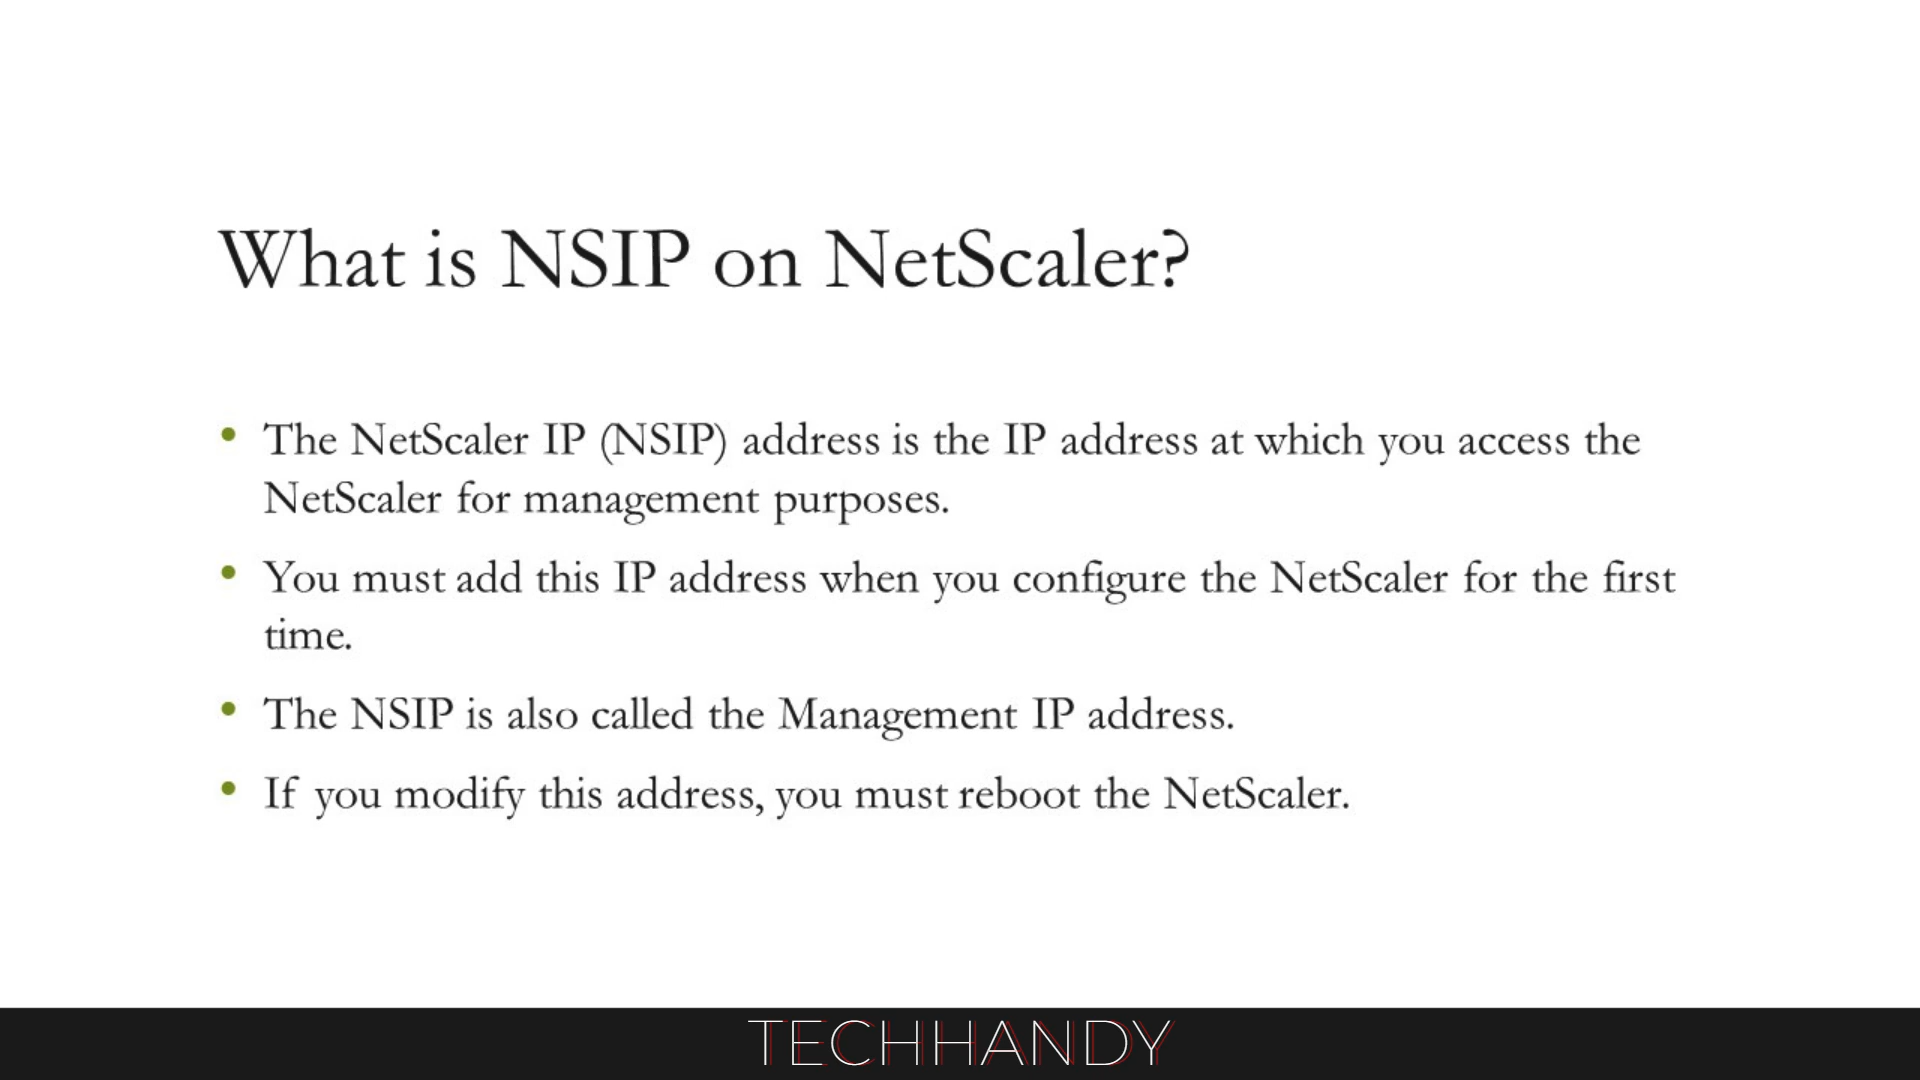 What is NSIP on NetScaler?
• The NetScaler IP (NSIP) address is the IP address at which you access the
NetScaler for management purposes.
• You must add this IP address when you configure the NetScaler for the first
time.
• The NSIP is also called the Management IP address.
• If you modify this address, you must reboot the NetScaler.
TECHHANDY